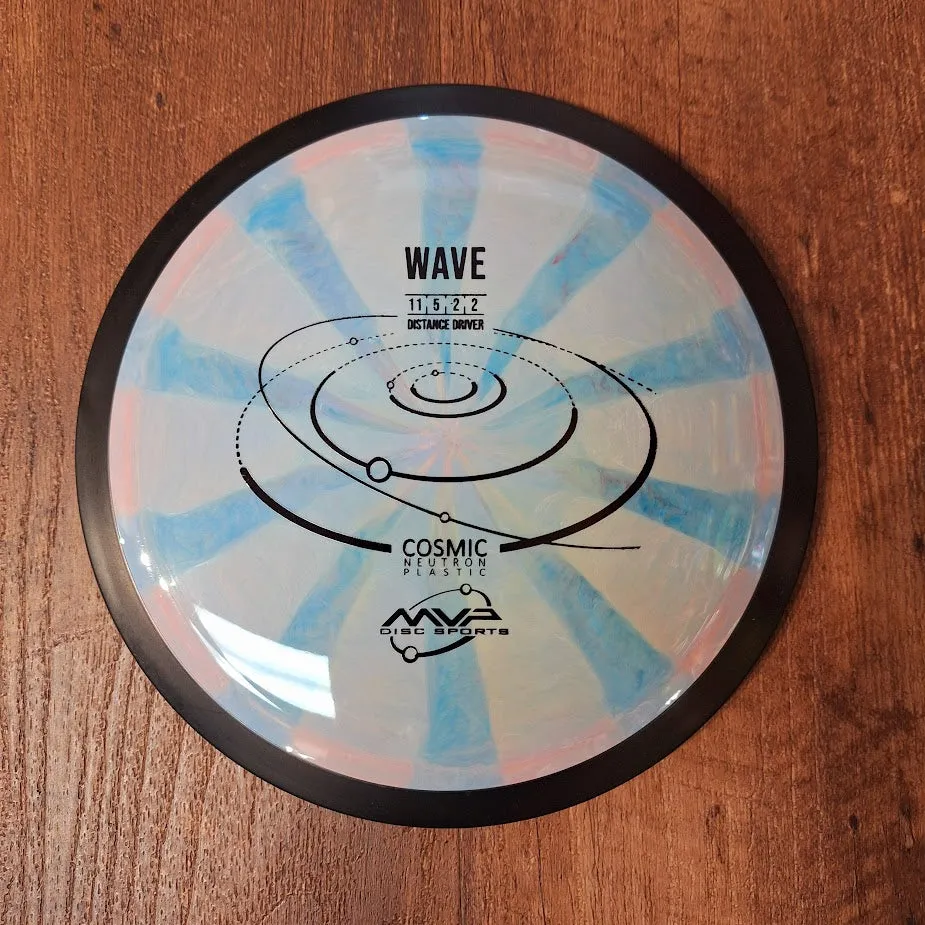 WAVE
11 5 -2 2
DISTANCE DRIVER
COSMIC
NEUTRON
PLASTIC
MVP
DISC SPORTS